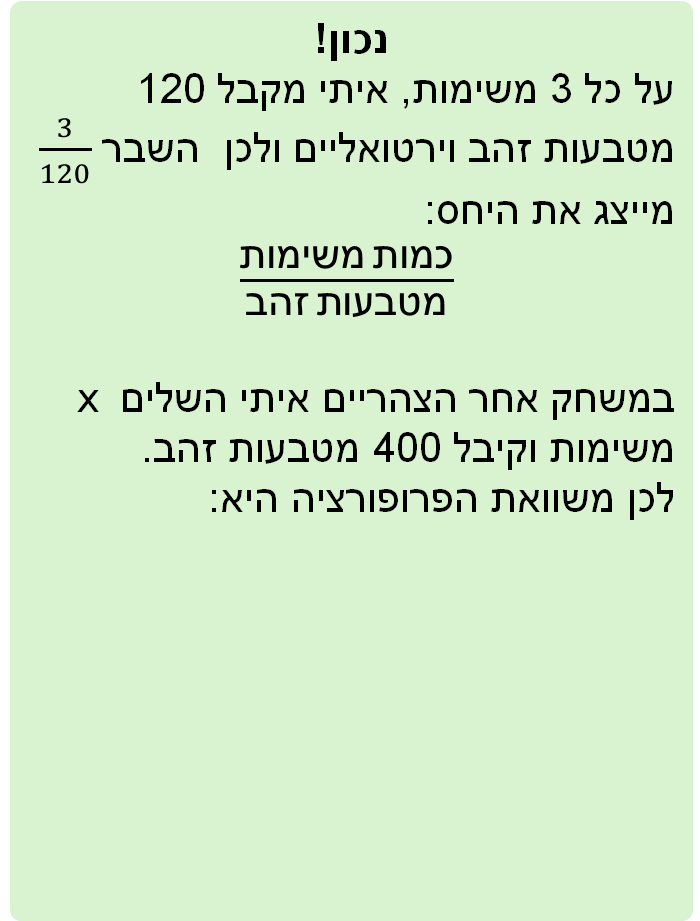 נכון!
על כל 3 משימות, איתי מקבל 120
מטבעות זהב וירטואליים ולכן השבר 3/120
מייצג את היחס:
כמות משימות
מטבעות זהב
במשחק אחר הצהריים איתי השלים x
משימות וקיבל 400 מטבעות זהב.
לכן משוואת הפרופורציה היא: